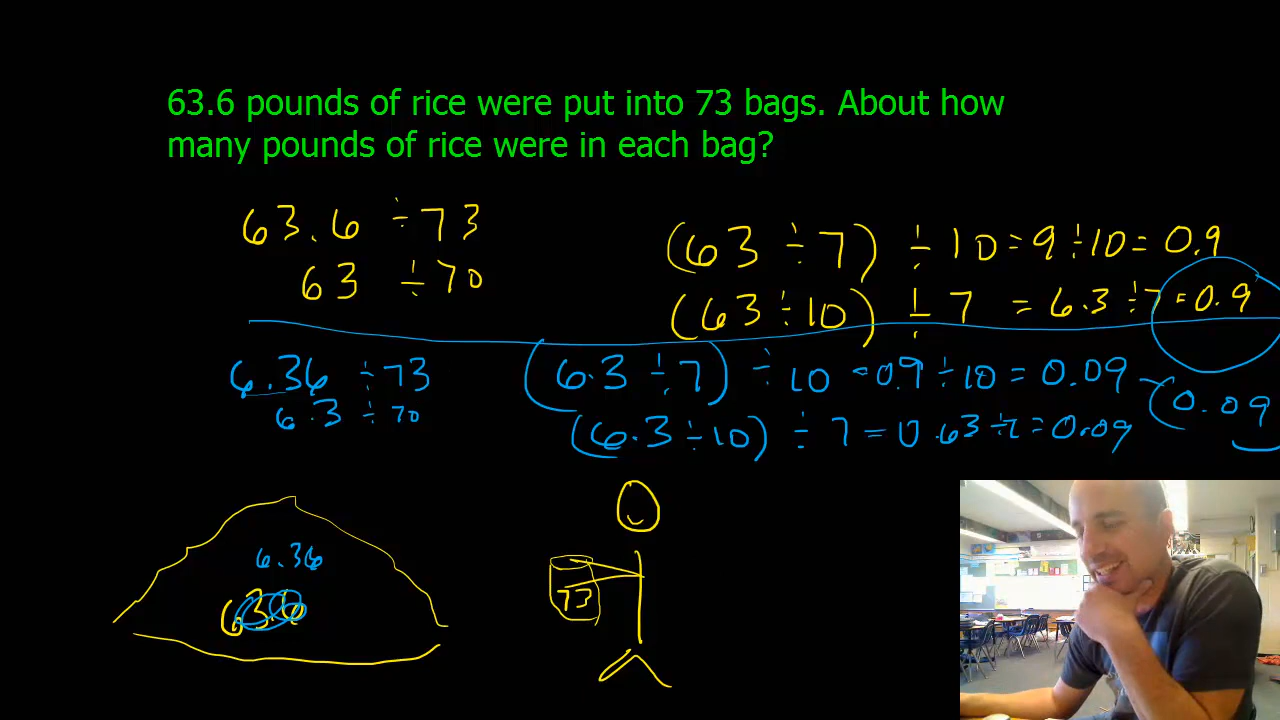 63.6 pounds of rice were put into 73 bags. About how
many pounds of rice were in each bag?
63.6 ÷ 73
63 ÷ 70
(63 ÷ 7) ÷ 10 = 9 ÷ 10 = 0.9
(63 ÷ 10) ÷ 7 = 6.3 ÷ 7 = 0.9
6.36 ÷ 73
6.3 ÷ 70
(6.3 ÷ 7) ÷ 10 = 0.9 ÷ 10 = 0.09
(0.09
(6.3 ÷ 10) ÷ 7 = 0.63 ÷ 7 = 0.09
6.36
63.6
73